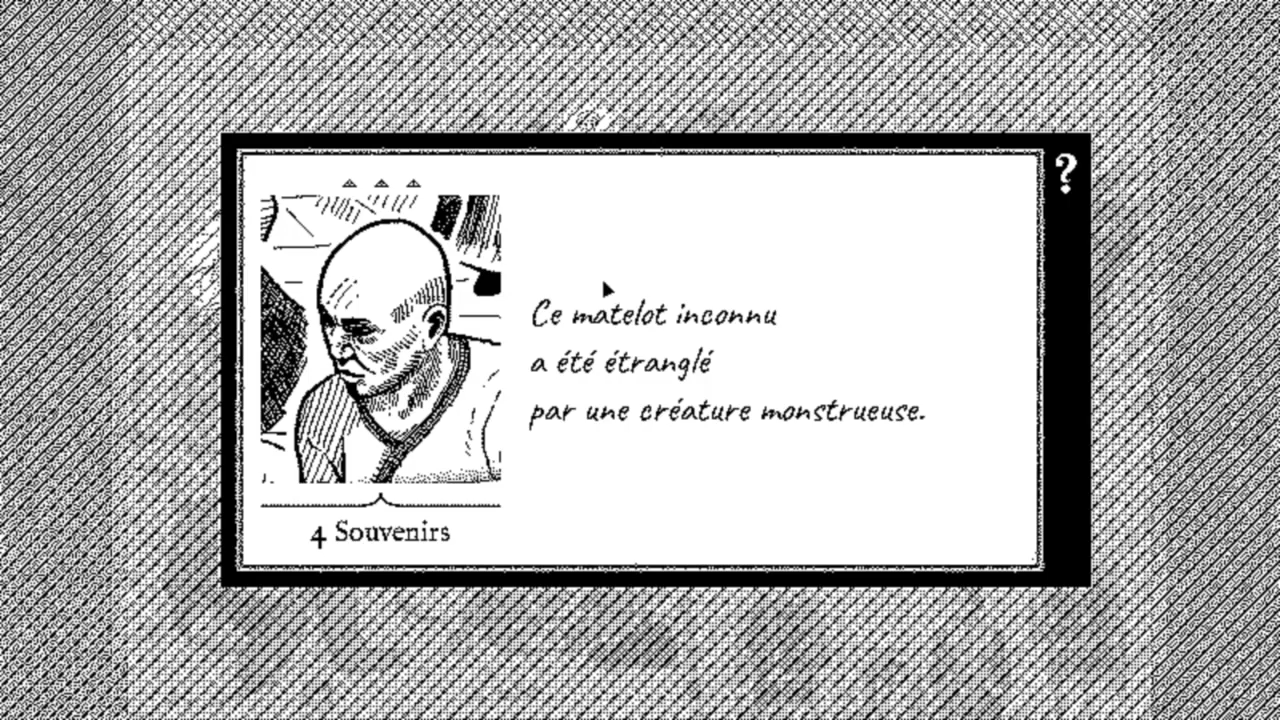 ?
Ce matelot inconnu
a été étranglé
par une créature monstrueuse.
4 Souvenirs